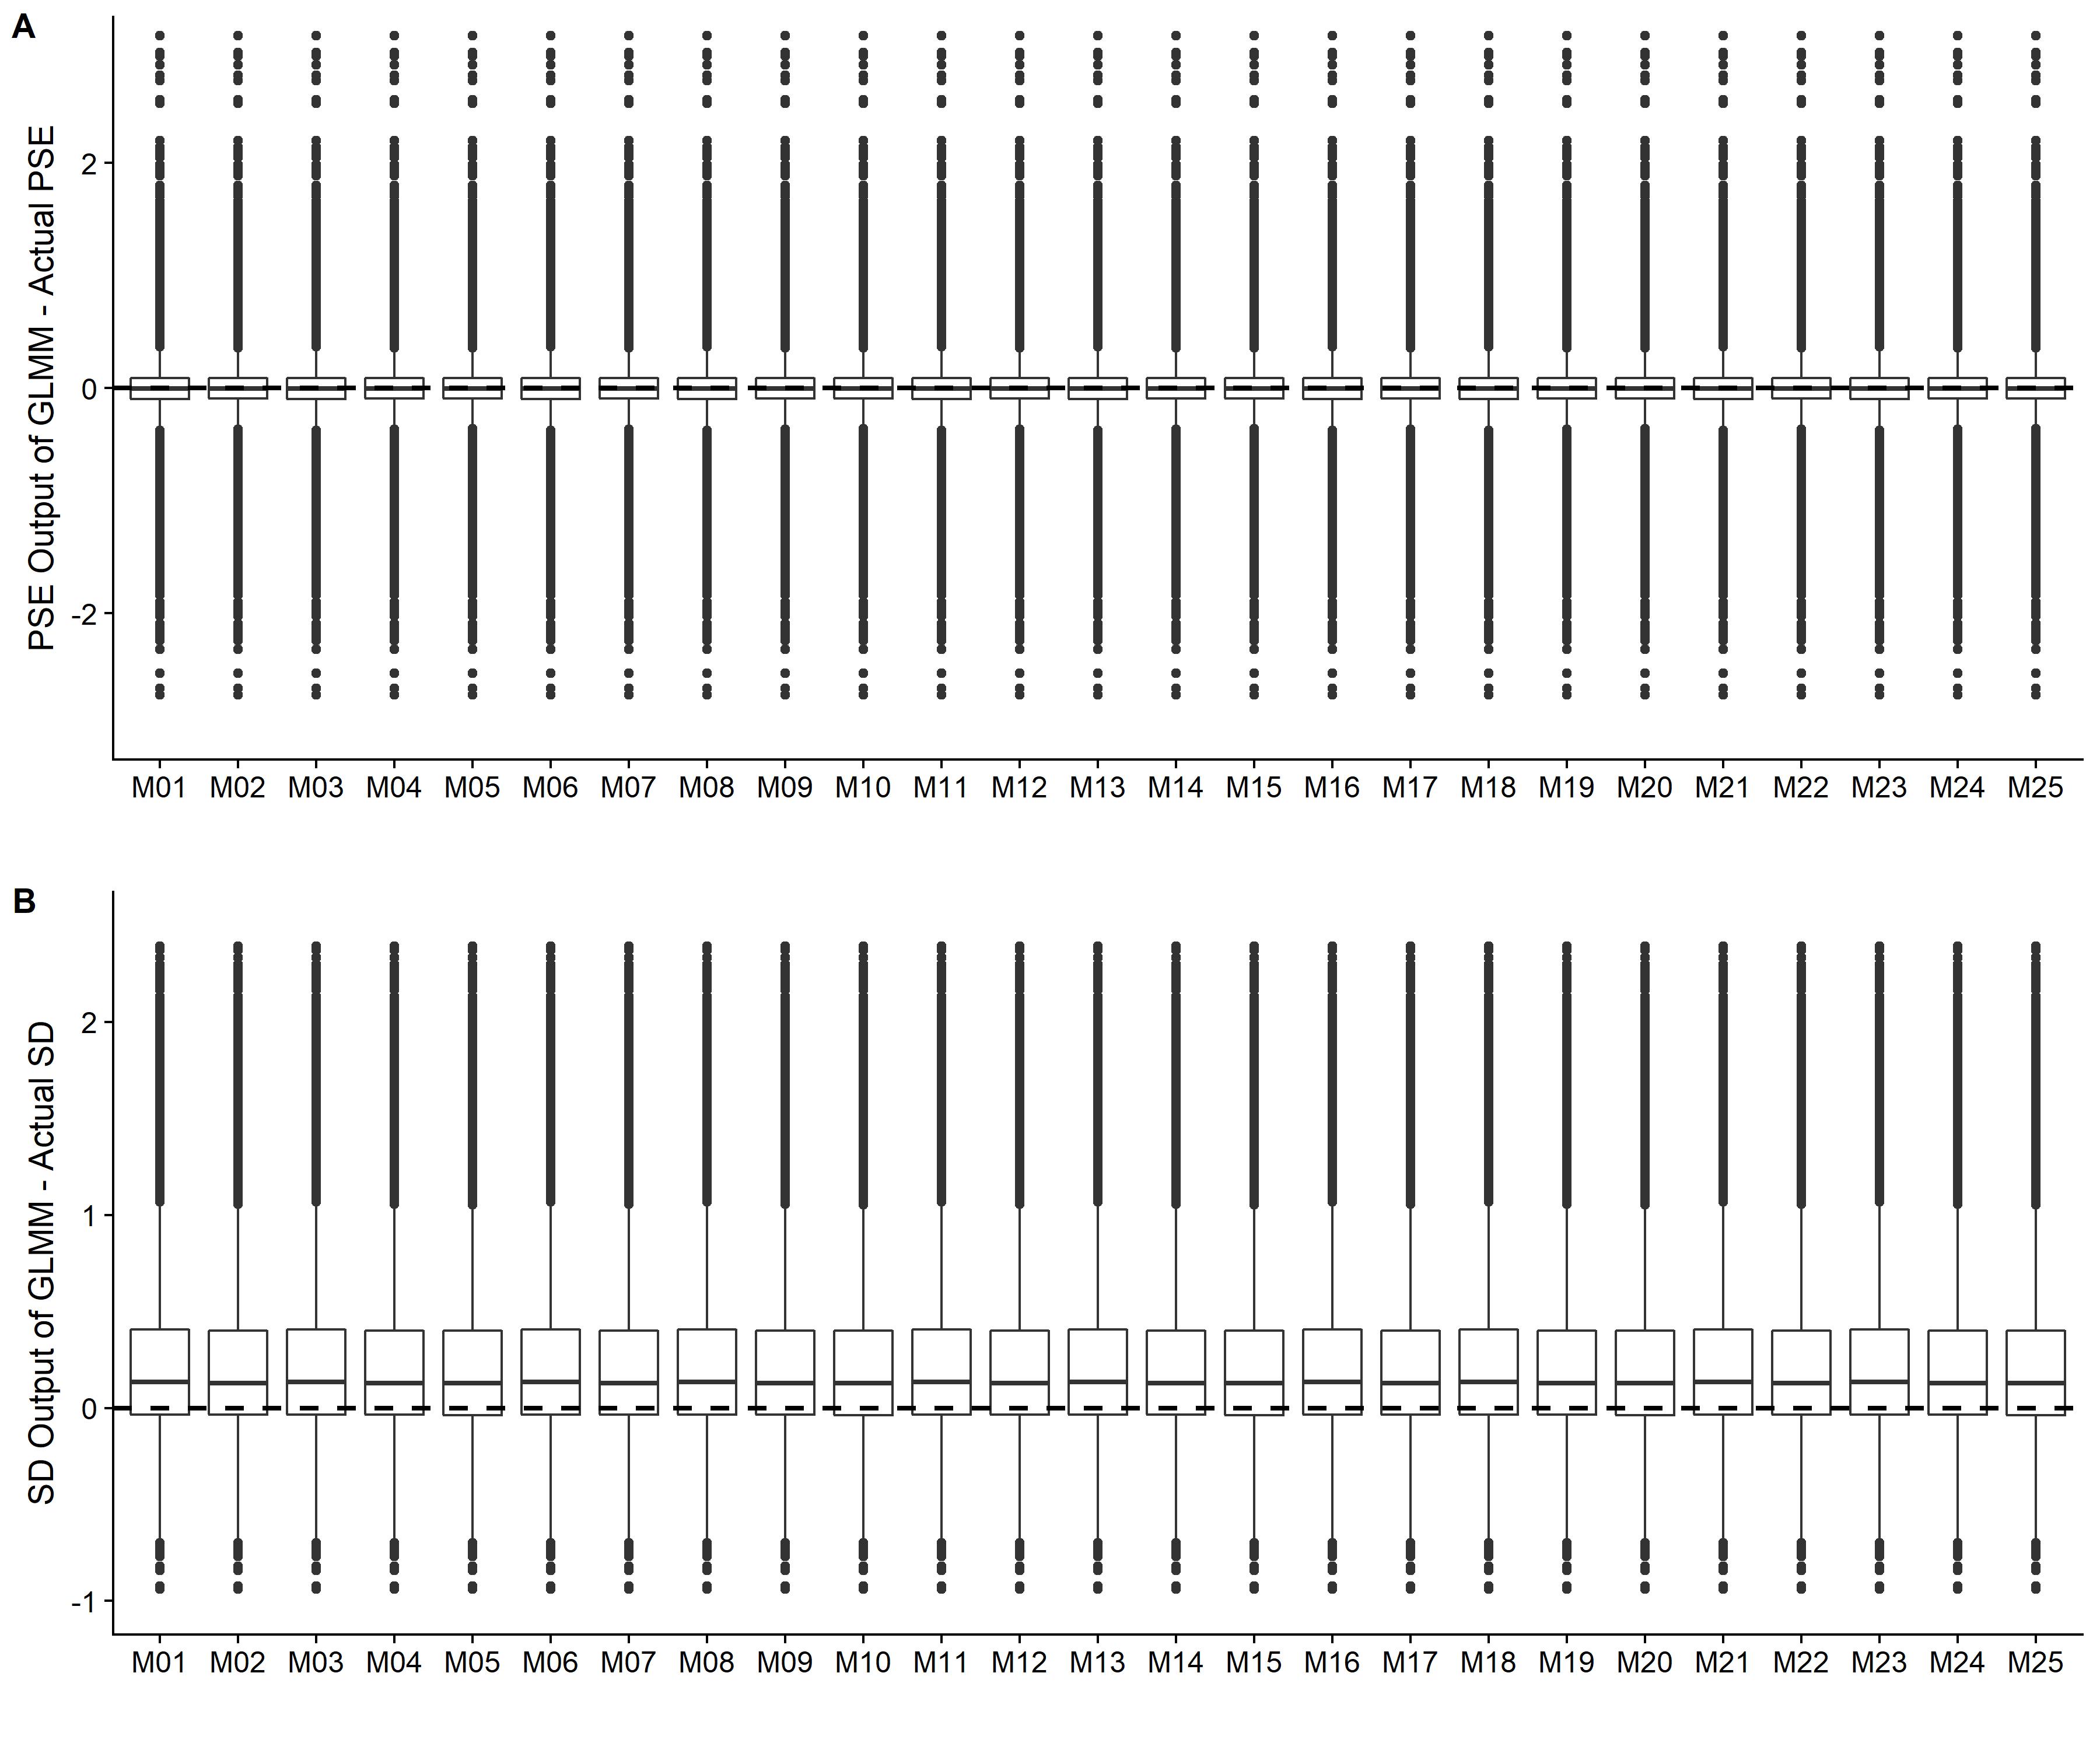 A
PSE Output of GLMM - Actual PSE
2
0
-2
M01 M02 M03 M04 M05 M06 M07 M08 M09 M10 M11 M12 M13 M14 M15 M16 M17 M18 M19 M20 M21 M22 M23 M24 M25
B
SD Output of GLMM - Actual SD
2
1
0
-1
M01 M02 M03 M04 M05 M06 M07 M08 M09 M10 M11 M12 M13 M14 M15 M16 M17 M18 M19 M20 M21 M22 M23 M24 M25